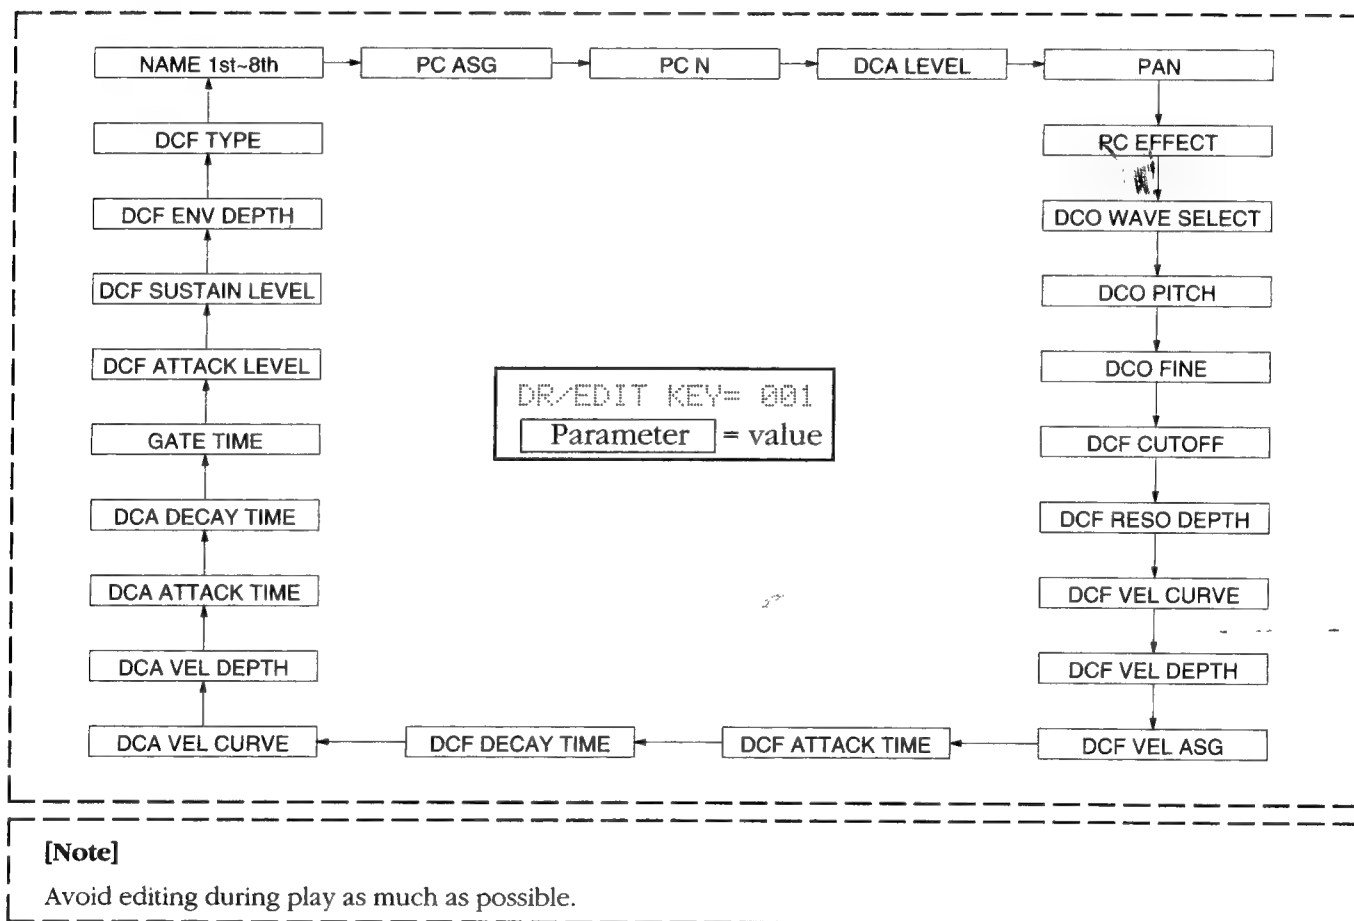 NAME 1st~8th
PC ASG
PC N
DCA LEVEL
PAN
PC EFFECT
DCO WAVE SELECT
DCO PITCH
DCO FINE
DCF CUTOFF
DCF RESO DEPTH
DCF VEL CURVE
DCF VEL DEPTH
DCF VEL ASG
DCF ATTACK TIME
DCF DECAY TIME
DCA VEL CURVE
DCA VEL DEPTH
DCA ATTACK TIME
DCA DECAY TIME
GATE TIME
DCF ATTACK LEVEL
DCF SUSTAIN LEVEL
DCF ENV DEPTH
DCF TYPE
DR/EDIT KEY= 001
Parameter = value
[Note]
Avoid editing during play as much as possible.